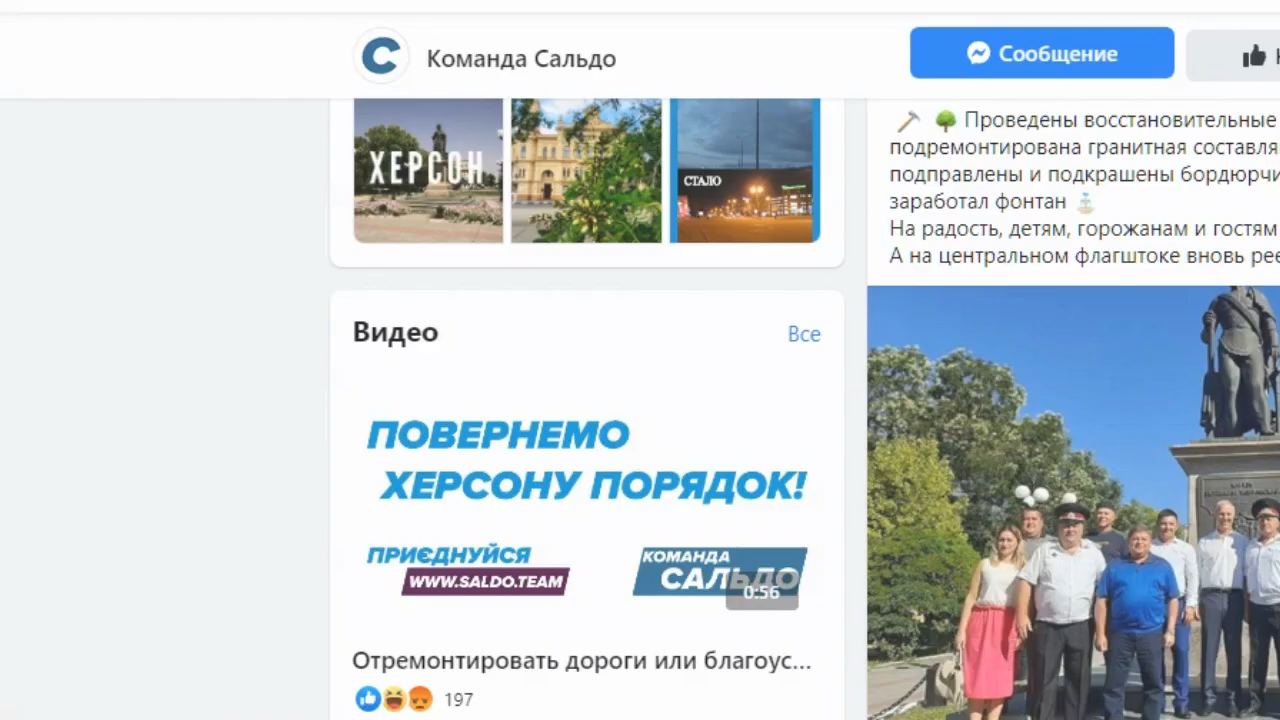 Команда Сальдо
Сообщение
ХЕРСОН
СТАЛО
Проведены восстановительные
подремонтирована гранитная составля
подправлены и подкрашены бордюрчи
заработал фонтан
На радость, детям, горожанам и гостям
А на центральном флагштоке вновь рее
Видео
Все
ПОВЕРНЕМО
ХЕРСОНУ ПОРЯДОК!
ПРИЄДНУЙСЯ
WWW.SALDO.TEAM
КОМАНДА
САЛЬДО
0:56
Отремонтировать дороги или благоус...
197